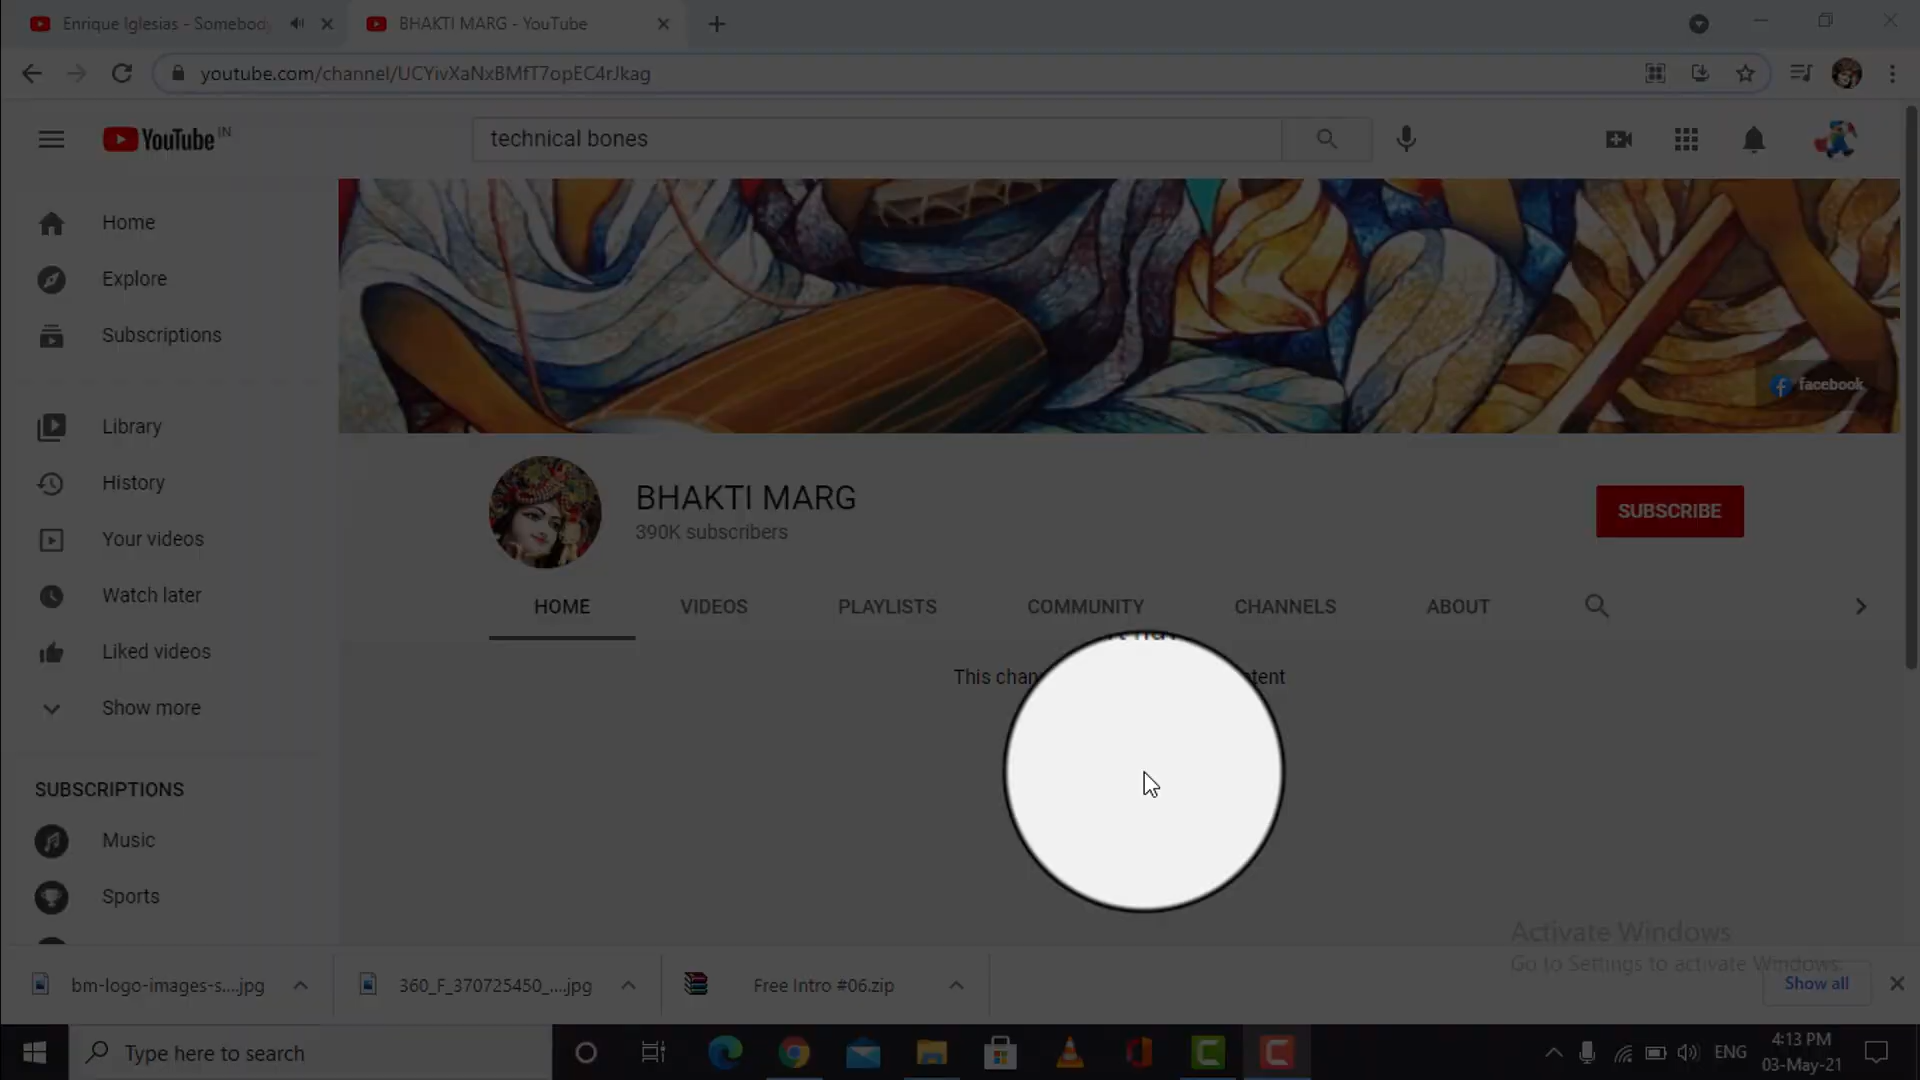 Enrique Iglesias - Somebody
BHAKTI MARG - YouTube
youtube.com/channel/UCYivXaNxBMfT7opEC4rJkag
YouTube IN
technical bones
Home
Explore
Subscriptions
Library
History
Your videos
Watch later
Liked videos
Show more
SUBSCRIPTIONS
Music
Sports
facebook
BHAKTI MARG
390K subscribers
SUBSCRIBE
HOME VIDEOS PLAYLISTS COMMUNITY CHANNELS ABOUT
This
Activate Windows
Go to Settings to activate Windows.
bm-logo-images-s....jpg
360_F_370725450_....jpg
Free Intro #06.zip
Show all
Type here to search
ENG
4:13 PM
03-May-21